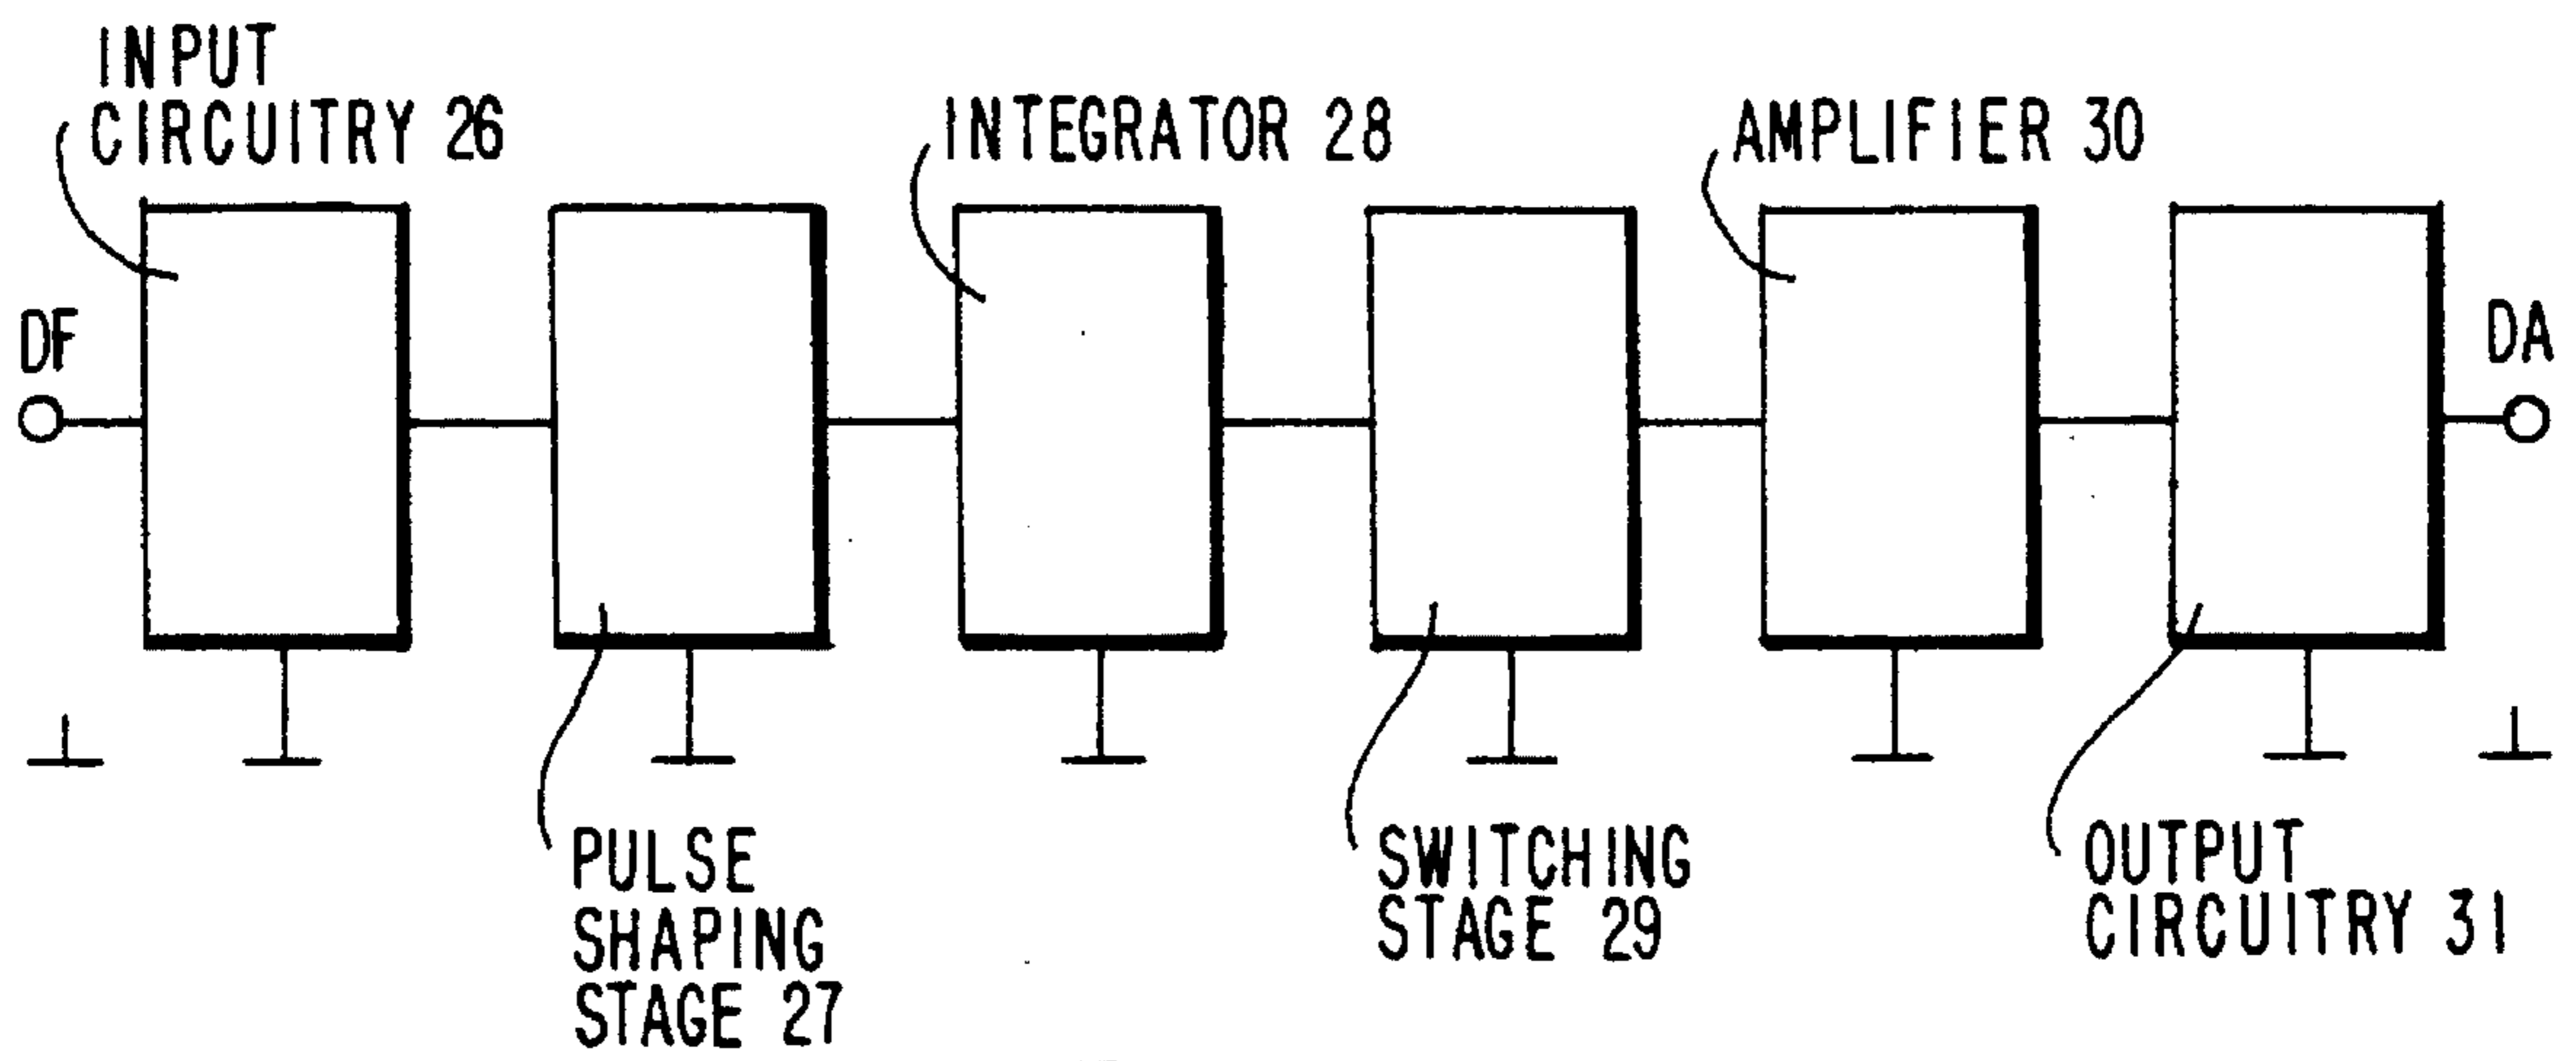 INPUT
CIRCUITRY 26
INTEGRATOR 28
AMPLIFIER 30
DF
DA
PULSE
SHAPING
STAGE 27
SWITCHING
STAGE 29
OUTPUT
CIRCUITRY 31